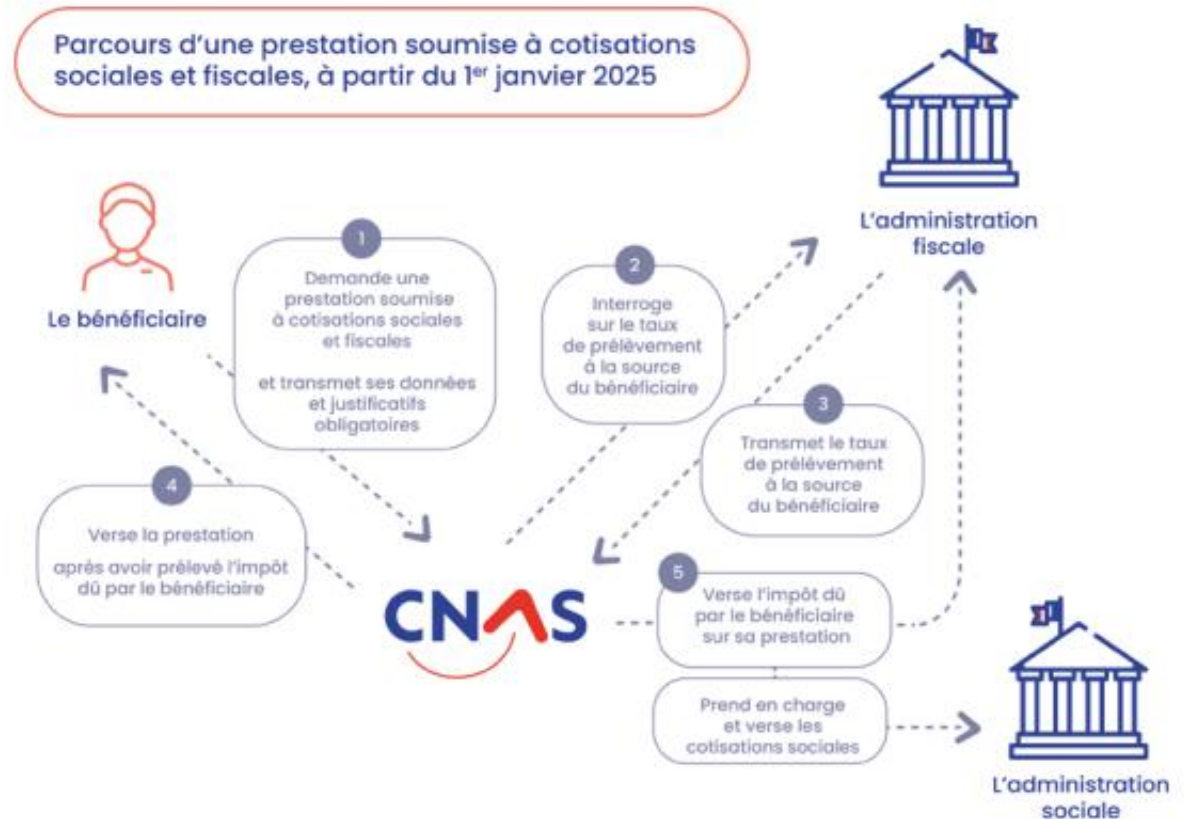 Parcours d'une prestation soumise à cotisations
sociales et fiscales, à partir du 1er janvier 2025
L'administration
fiscale
Le bénéficiaire
1
Demande une
prestation soumise
à cotisations sociales
et fiscales
et transmet ses données
et justificatifs
obligatoires
2
Interroge
sur le taux
de prélèvement
à la source
du bénéficiaire
3
Transmet le taux
de prélèvement
à la source
du bénéficiaire
4
Verse la prestation
après avoir prélevé l'impôt
dû par le bénéficiaire
CNAS
5
Verse l'impôt dû
par le bénéficiaire
sur sa prestation
Prend en charge
et verse les
cotisations sociales
L'administration
sociale